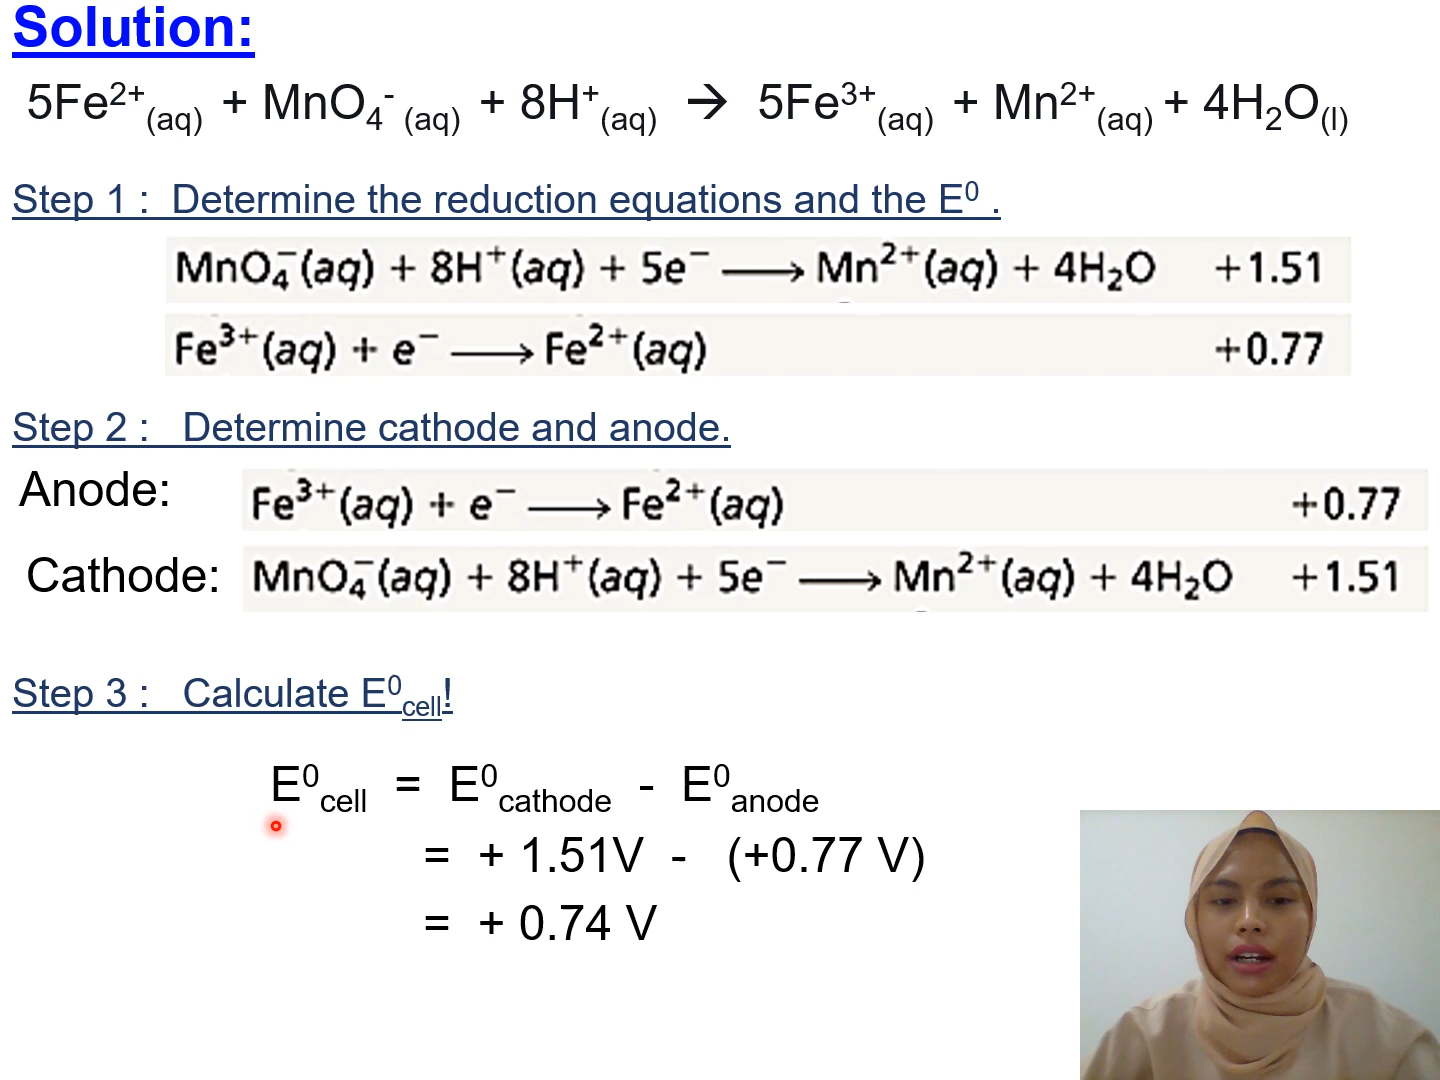 Solution:
5Fe²⁺(aq) + MnO₄⁻ (aq) + 8H⁺(aq) → 5Fe³⁺(aq) + Mn²⁺(aq) + 4H₂O(l)
Step 1 : Determine the reduction equations and the E⁰ .
MnO₄⁻(aq) + 8H⁺(aq) + 5e⁻ ⟶ Mn²⁺(aq) + 4H₂O +1.51
Fe³⁺(aq) + e⁻ ⟶ Fe²⁺(aq) +0.77
Step 2 : Determine cathode and anode.
Anode: Fe³⁺(aq) + e⁻ ⟶ Fe²⁺(aq) +0.77
Cathode: MnO₄⁻(aq) + 8H⁺(aq) + 5e⁻ ⟶ Mn²⁺(aq) + 4H₂O +1.51
Step 3 : Calculate E⁰cell!
E⁰cell = E⁰cathode - E⁰anode
= + 1.51V - (+0.77 V)
= + 0.74 V